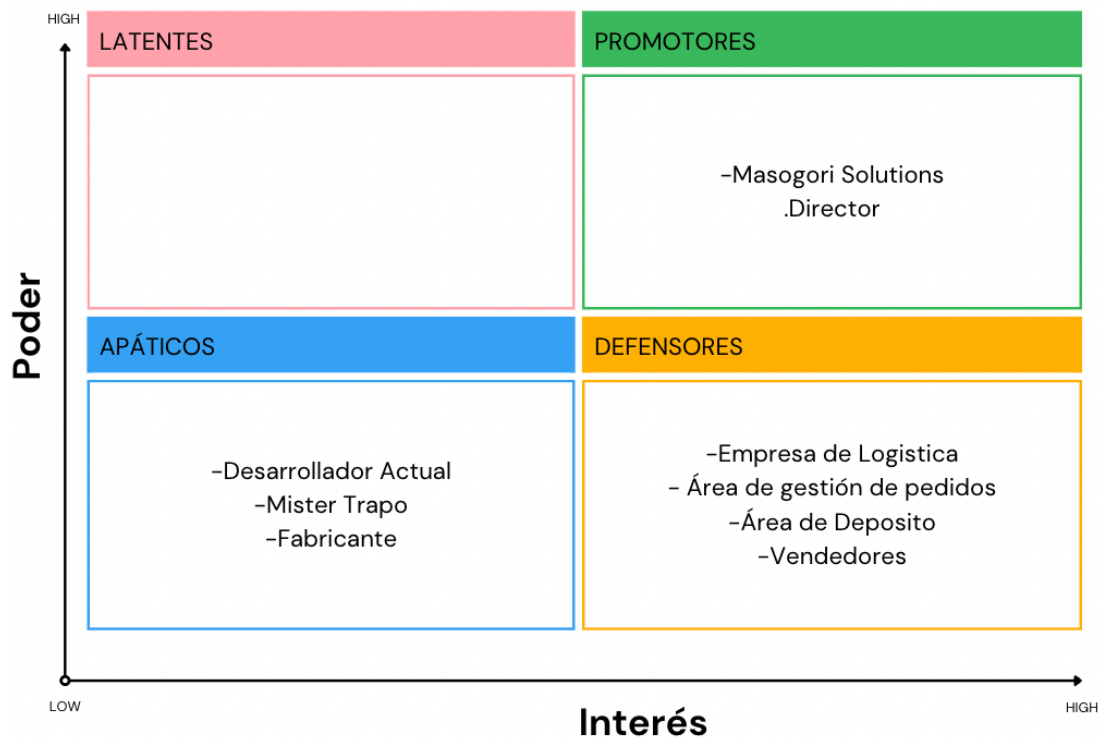 HIGH
LATENTES
PROMOTORES
-Masogori Solutions
.Director
Poder
APÁTICOS
DEFENSORES
-Desarrollador Actual
-Mister Trapo
-Fabricante
-Empresa de Logistica
- Área de gestión de pedidos
-Área de Deposito
-Vendedores
LOW
Interés
HIGH